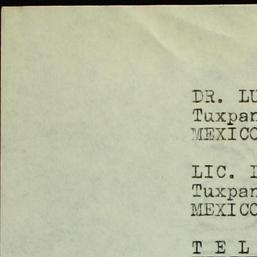 DR. LU
Tuxpan
MEXICO
LIC. I
Tuxpan
MEXICO
T E L